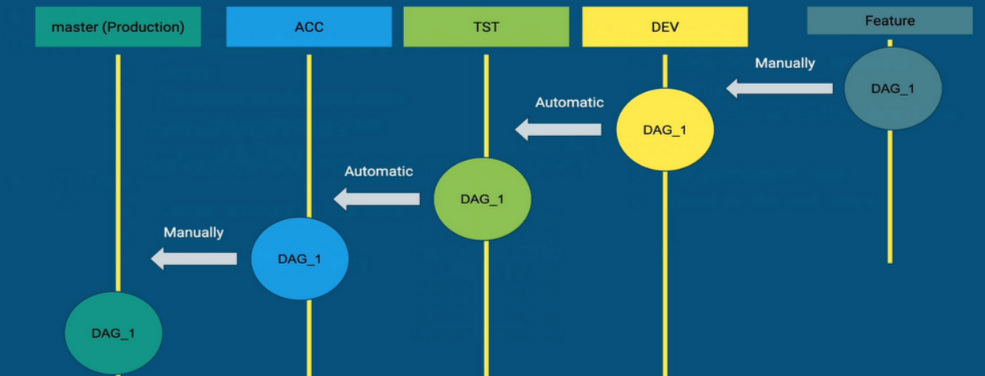 master (Production)
ACC
TST
DEV
Feature
Manually
DAG_1
Automatic
DAG_1
Automatic
DAG_1
Manually
DAG_1
DAG_1